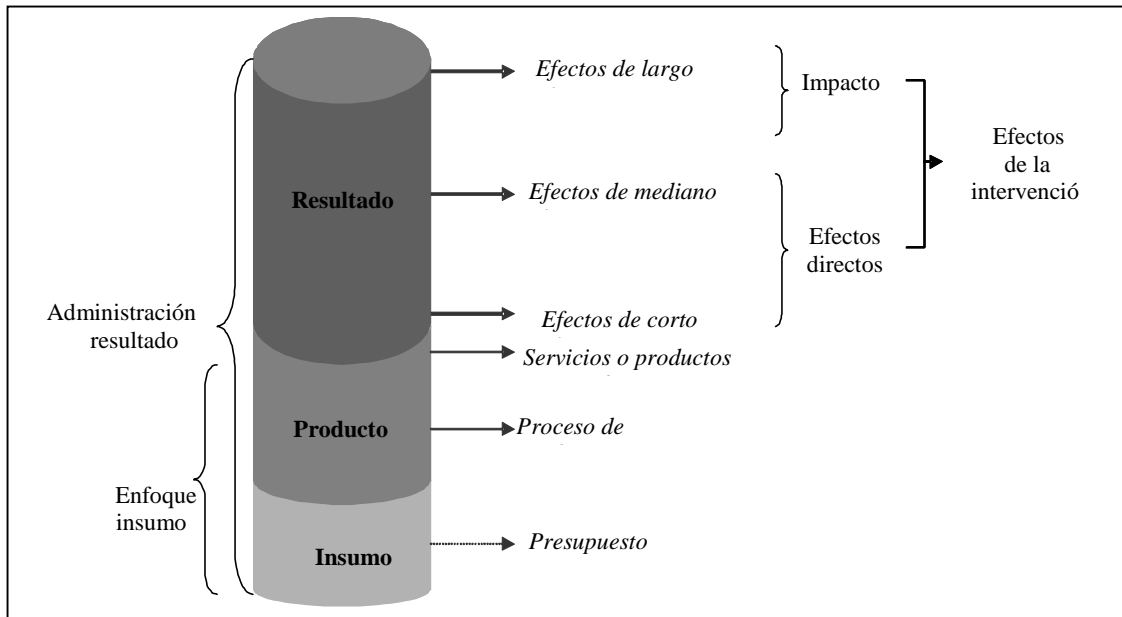 Efectos de largo
Impacto
Efectos
de la
intervenció
Resultado
Efectos de mediano
Efectos
directos
Administración
resultado
Efectos de corto
Servicios o productos
Producto
Proceso de
Enfoque
insumo
Insumo
Presupuesto